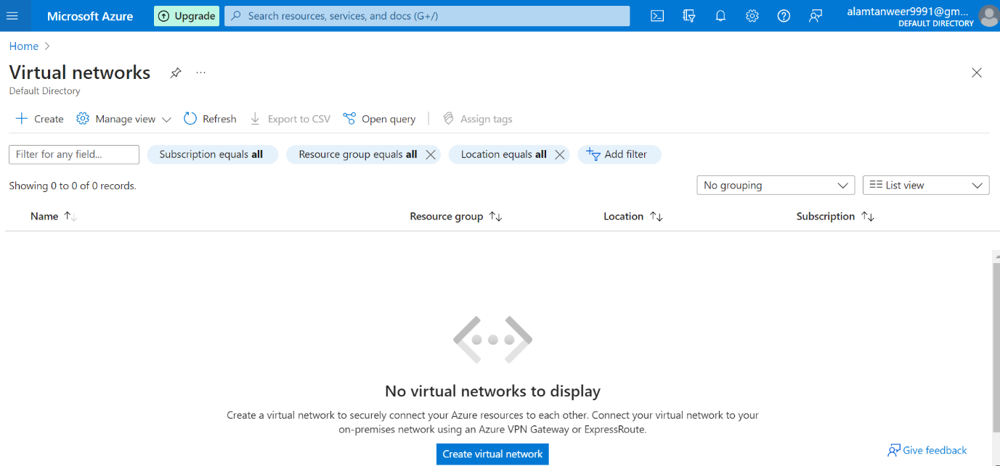 Microsoft Azure Upgrade Search resources, services, and docs (G+/) alamtanweer9991@gm...
DEFAULT DIRECTORY
Home
Virtual networks ...
Default Directory
Create Manage view Refresh Export to CSV Open query Assign tags
Filter for any field... Subscription equals all Resource group equals all Location equals all Add filter
Showing 0 to 0 of 0 records. No grouping List view
Name Resource group Location Subscription
No virtual networks to display
Create a virtual network to securely connect your Azure resources to each other. Connect your virtual network to your
on-premises network using an Azure VPN Gateway or ExpressRoute.
Create virtual network Give feedback